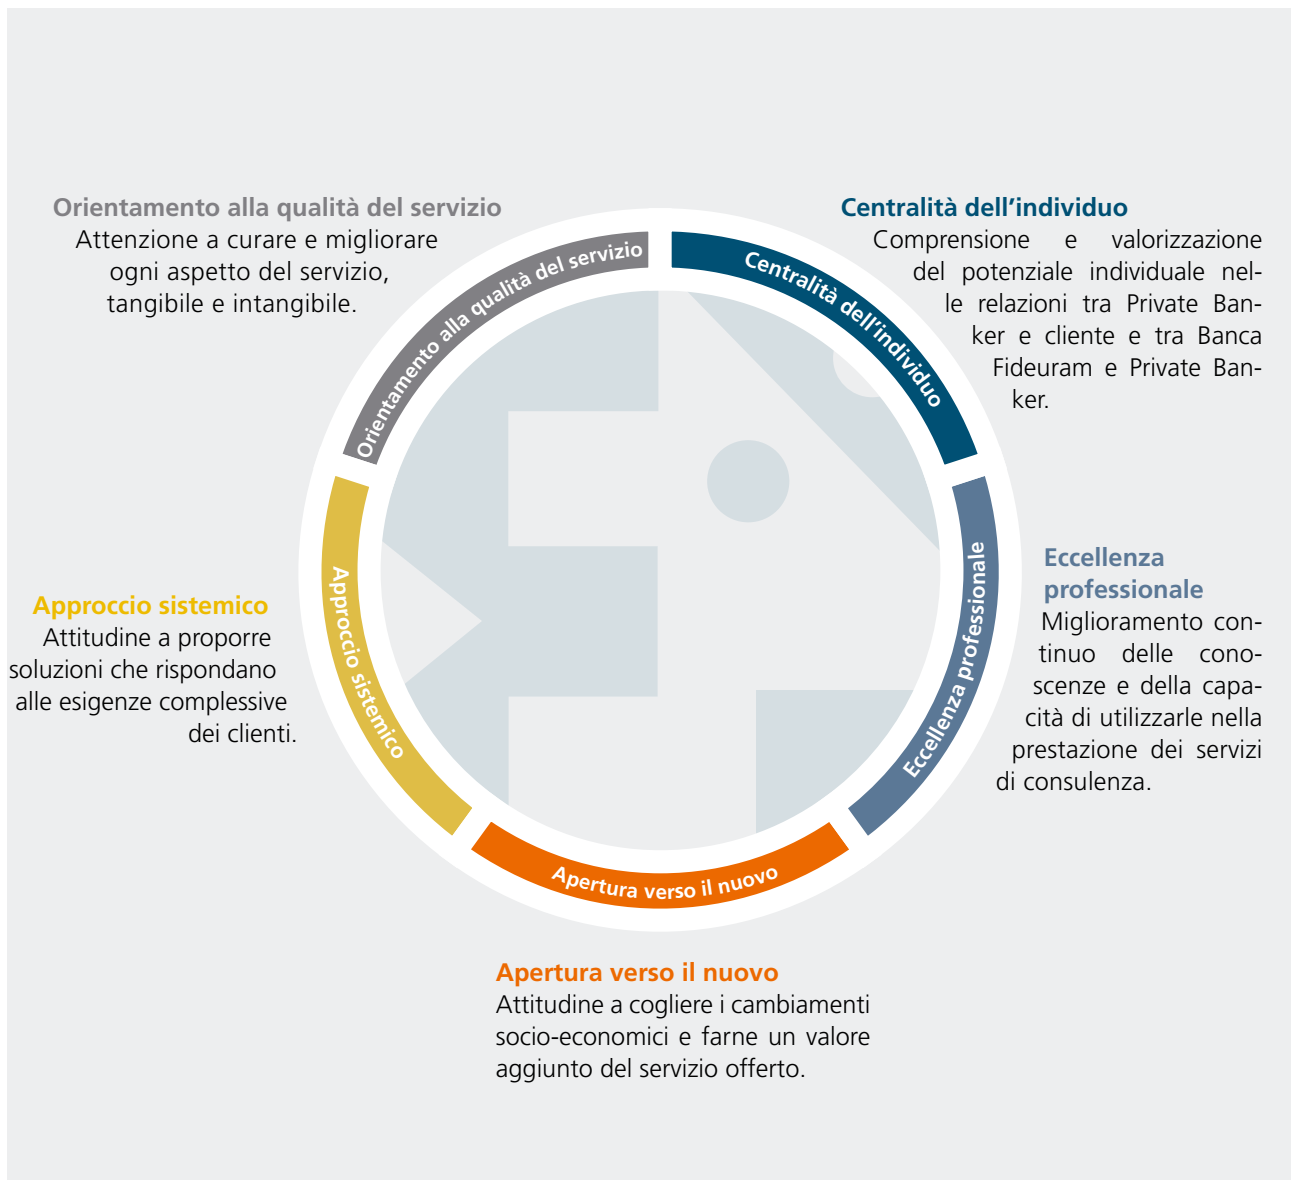 Orientamento alla qualità del servizio
Attenzione a curare e migliorare
ogni aspetto del servizio,
tangibile e intangibile.
Centralità dell’individuo
Comprensione e valorizzazione
del potenziale individuale nel-
le relazioni tra Private Ban-
ker e cliente e tra Banca
Fideuram e Private Ban-
ker.
Orientamento alla qualità del servizio
Centralità dell’individuo
Eccellenza professionale
Apertura verso il nuovo
Approccio sistemico
Eccellenza
professionale
Miglioramento con-
tinuo delle cono-
scenze e della capa-
cità di utilizzarle nella
prestazione dei servizi
di consulenza.
Approccio sistemico
Attitudine a proporre
soluzioni che rispondano
alle esigenze complessive
dei clienti.
Apertura verso il nuovo
Attitudine a cogliere i cambiamenti
socio-economici e farne un valore
aggiunto del servizio offerto.